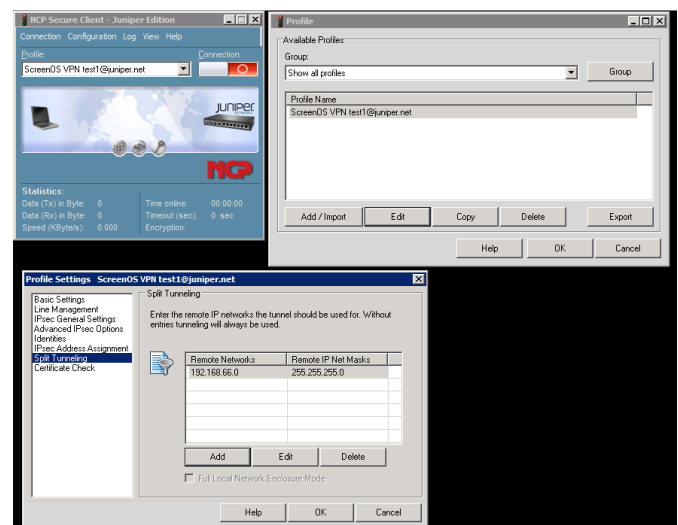 NCP Secure Client - Juniper Edition
Connection Configuration Log View Help
Profile: Connection:
ScreenOS VPN test1@juniper.net
JUNIPER
NCP
Statistics:
Data (Tx) in Byte: 0 Time online: 00:00:00
Data (Rx) in Byte: 0 Timeout (sec): 0 sec
Speed (KByte/s): 0.000 Encryption:
Profile
Available Profiles
Group:
Show all profiles Group
Profile Name
ScreenOS VPN test1@juniper.net
Add / Import Edit Copy Delete Export
Help OK Cancel
Profile Settings ScreenOS VPN test1@juniper.net
Basic Settings
Line Management
IPsec General Settings
Advanced IPsec Options
Identities
IPsec Address Assignment
Split Tunneling
Certificate Check
Split Tunneling
Enter the remote IP networks the tunnel should be used for. Without
entries tunneling will always be used.
Remote Networks Remote IP Net Masks
192.168.66.0 255.255.255.0
Add Edit Delete
Full Local Network Enclosure Mode
Help OK Cancel